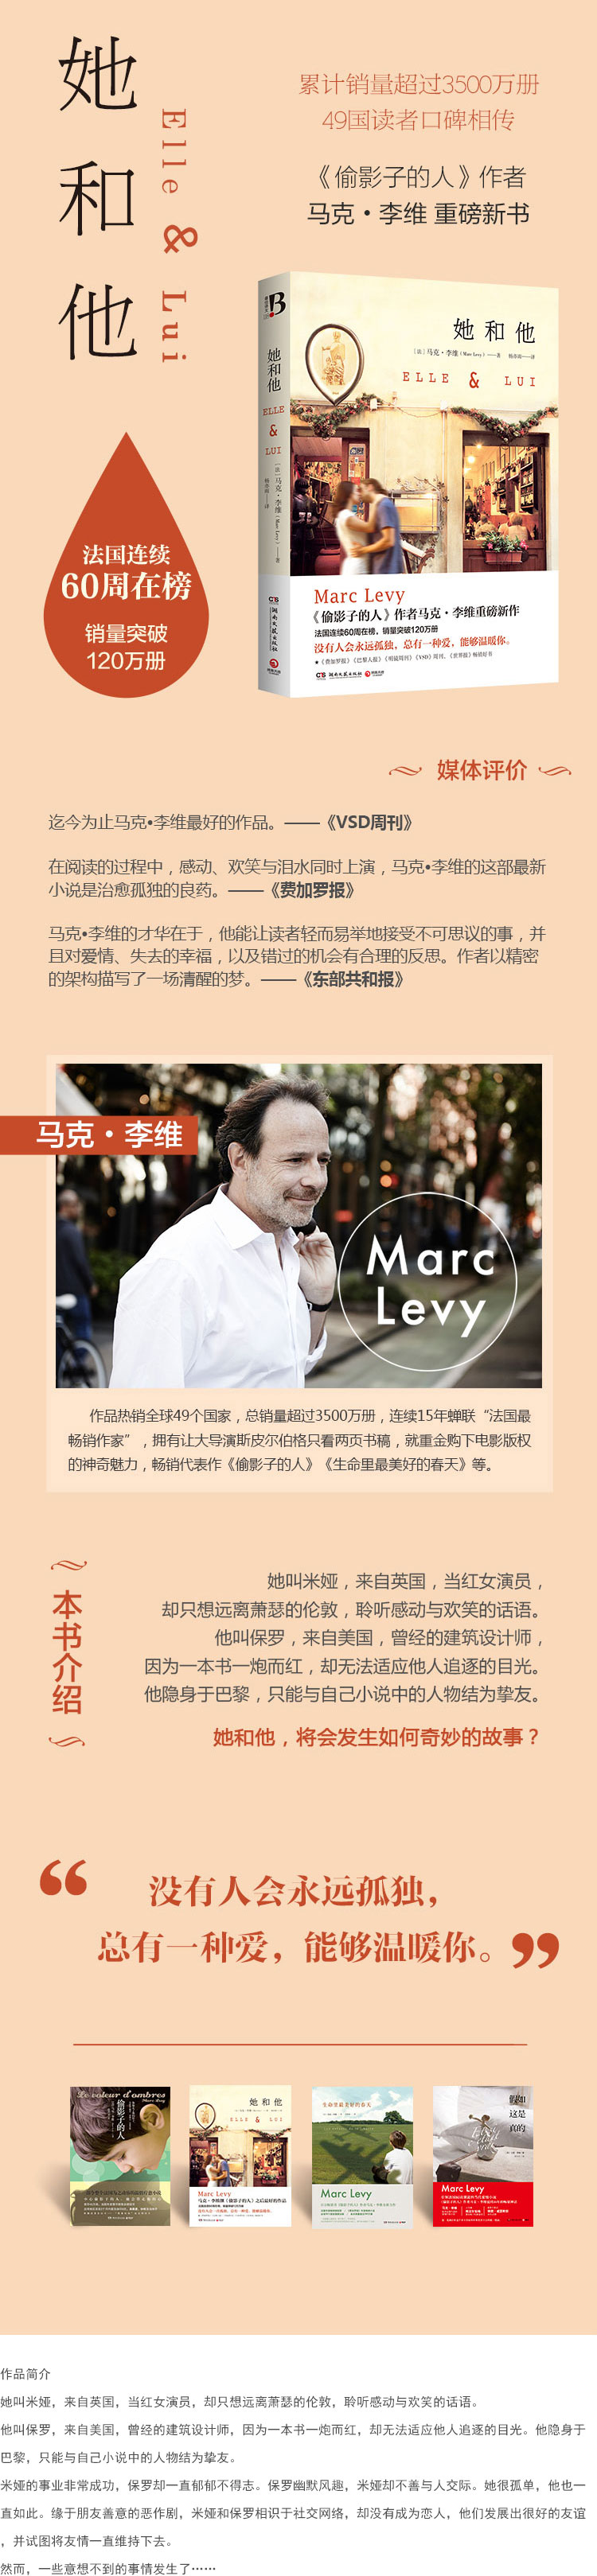 她和他
Elle & Lui
累计销量超过3500万册
49国读者口碑相传
《偷影子的人》作者
马克·李维 重磅新书
她和他
ELLE & LUI
[法]马克·李维(Marc Levy)——著
她和他
[法]马克·李维(Marc Levy)——著
ELLE & LUI
Marc Levy
《偷影子的人》作者马克·李维重磅新作
法国连续60周在榜,销量突破120万册
没有人会永远孤独,总有一种爱,能够温暖你。
法国连续
60周在榜
销量突破
120万册
媒体评价
迄今为止马克•李维最好的作品。——《VSD周刊》
在阅读的过程中,感动、欢笑与泪水同时上演,马克•李维的这部最新
小说是治愈孤独的良药。——《费加罗报》
马克•李维的才华在于,他能让读者轻而易举地接受不可思议的事,并
且对爱情、失去的幸福,以及错过的机会有合理的反思。作者以精密
的架构描写了一场清醒的梦。——《东部共和报》
马克·李维
Marc
Levy
作品热销全球49个国家,总销量超过3500万册,连续15年蝉联“法国最
畅销作家”,拥有让大导演斯皮尔伯格只看两页书稿,就重金购下电影版权
的神奇魅力,畅销代表作《偷影子的人》《生命里最美好的春天》等。
本书介绍
她叫米娅,来自英国,当红女演员,
却只想远离萧瑟的伦敦,聆听感动与欢笑的话语。
他叫保罗,来自美国,曾经的建筑设计师,
因为一本书一炮而红,却无法适应他人追逐的目光。
他隐身于巴黎,只能与自己小说中的人物结为挚友。
她和他,将会发生如何奇妙的故事?
“没有人会永远孤独,
总有一种爱,能够温暖你。”
Le voleur d'ombres
Marc Levy
偷影子的人
她和他
ELLE & LUI
Marc Levy
生命里最美好的春天
Marc Levy
假如
这是
真的
Marc Levy
作品简介
她叫米娅,来自英国,当红女演员,却只想远离萧瑟的伦敦,聆听感动与欢笑的话语。
他叫保罗,来自美国,曾经的建筑设计师,因为一本书一炮而红,却无法适应他人追逐的目光。他隐身于
巴黎,只能与自己小说中的人物结为挚友。
米娅的事业非常成功,保罗却一直郁郁不得志。保罗幽默风趣,米娅却不善与人交际。她很孤单,他也一
直如此。缘于朋友善意的恶作剧,米娅和保罗相识于社交网络,却没有成为恋人,他们发展出很好的友谊
,并试图将友情一直维持下去。
然而,一些意想不到的事情发生了……